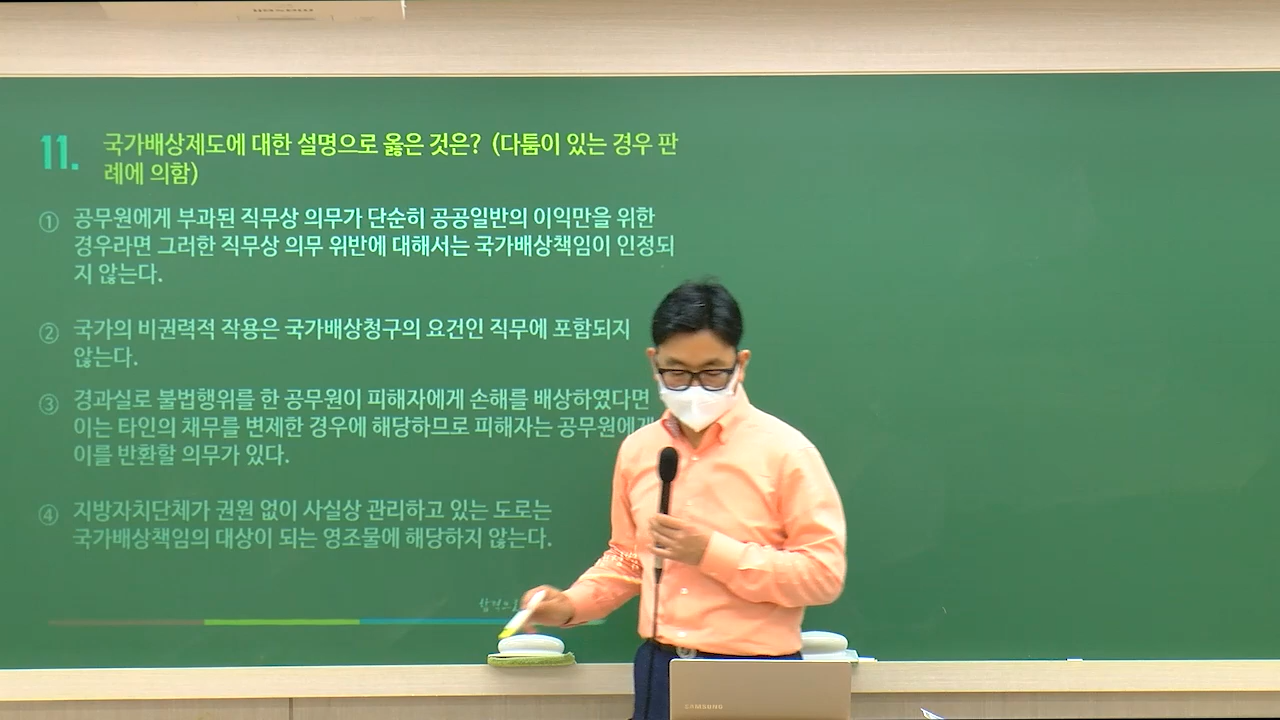 11. 국가배상제도에 대한 설명으로 옳은 것은? (다툼이 있는 경우 판
례에 의함)
① 공무원에게 부과된 직무상 의무가 단순히 공공일반의 이익만을 위한
경우라면 그러한 직무상 의무 위반에 대해서는 국가배상책임이 인정되
지 않는다.
② 국가의 비권력적 작용은 국가배상청구의 요건인 직무에 포함되지
않는다.
③ 경과실로 불법행위를 한 공무원이 피해자에게 손해를 배상하였다면
이는 타인의 채무를 변제한 경우에 해당하므로 피해자는 공무원에게
이를 반환할 의무가 있다.
④ 지방자치단체가 권원 없이 사실상 관리하고 있는 도로는
국가배상책임의 대상이 되는 영조물에 해당하지 않는다.
SAMSUNG